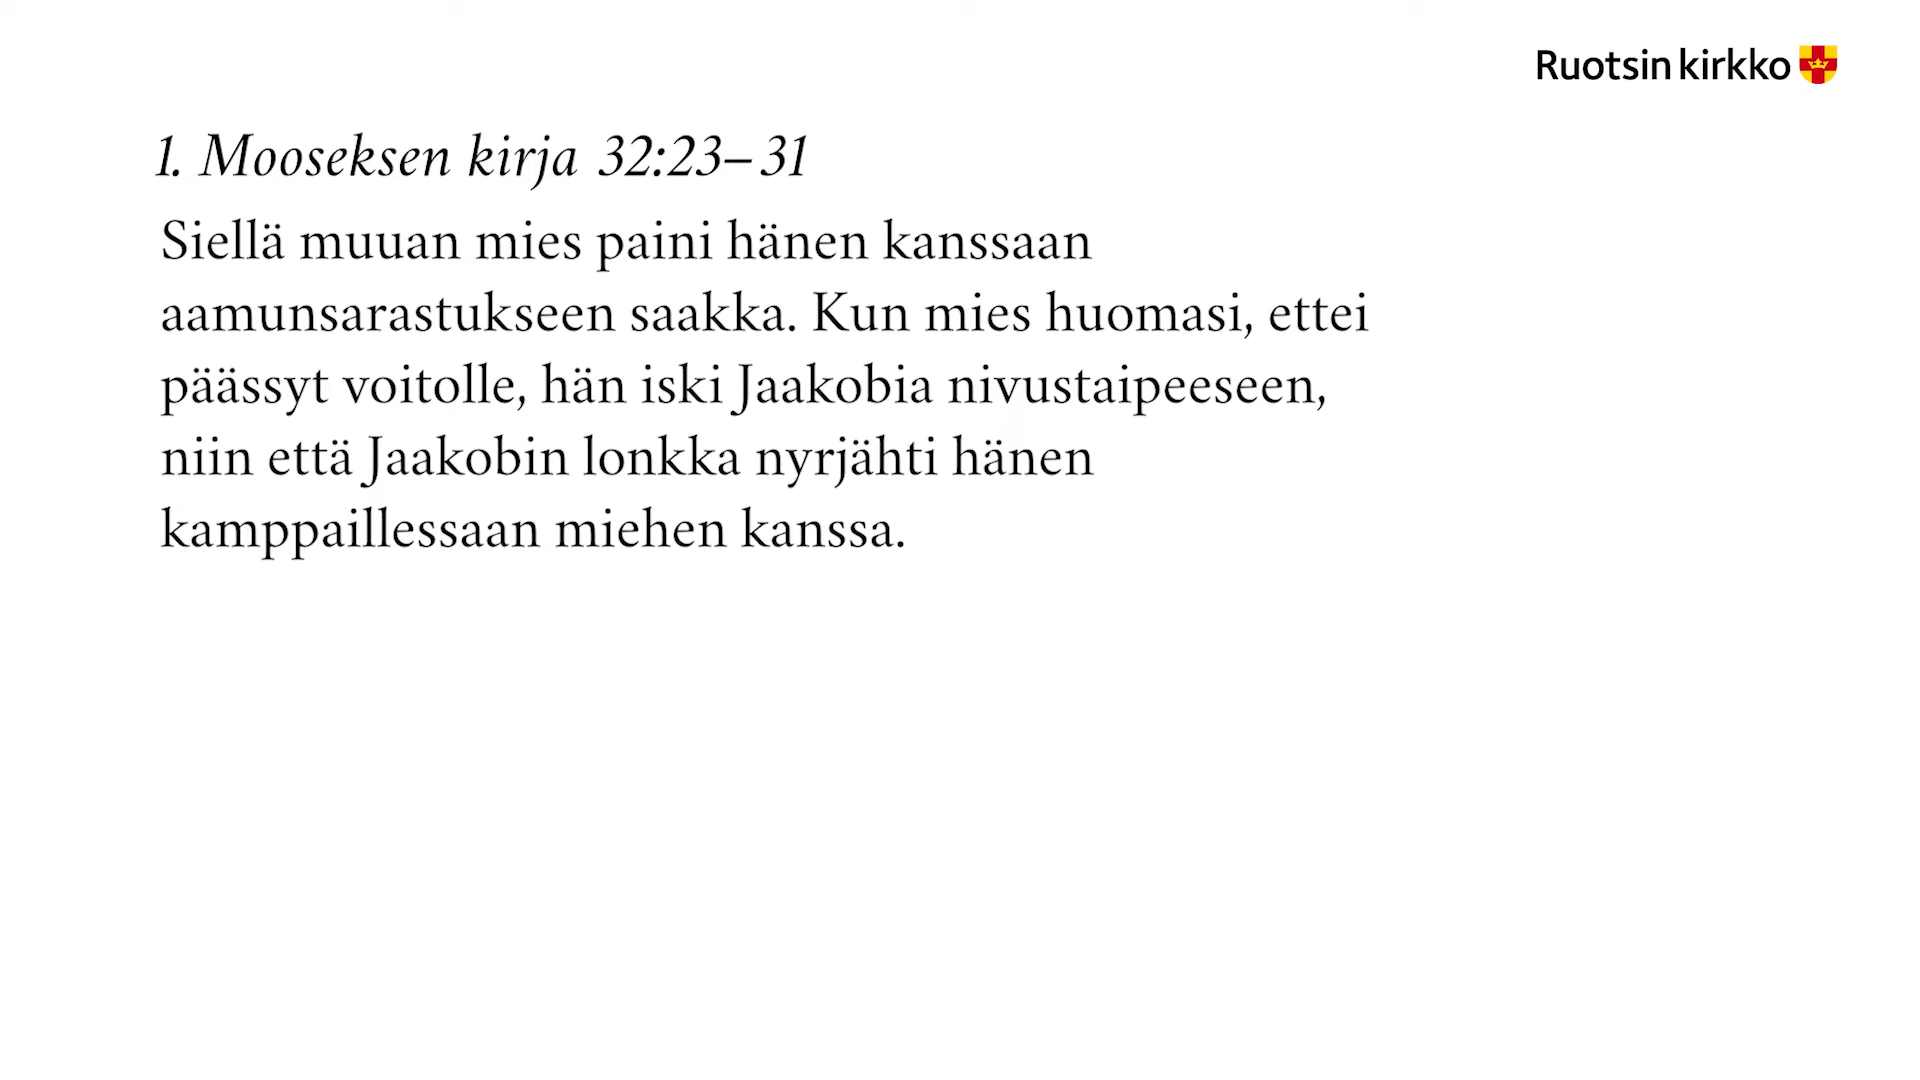 Ruotsin kirkko
1. Mooseksen kirja 32:23–31
Siellä muuan mies paini hänen kanssaan
aamunsarastukseen saakka. Kun mies huomasi, ettei
päässyt voitolle, hän iski Jaakobia nivustaipeeseen,
niin että Jaakobin lonkka nyrjähti hänen
kamppaillessaan miehen kanssa.